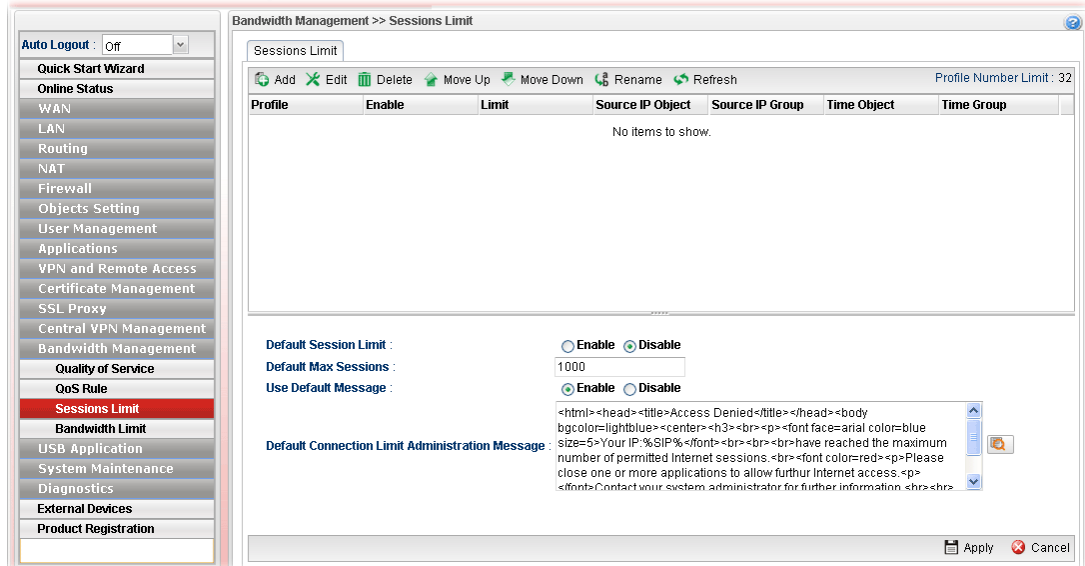 Bandwidth Management >> Sessions Limit
Auto Logout : Off
Quick Start Wizard
Online Status
WAN
LAN
Routing
NAT
Firewall
Objects Setting
User Management
Applications
VPN and Remote Access
Certificate Management
SSL Proxy
Central VPN Management
Bandwidth Management
Quality of Service
QoS Rule
Sessions Limit
Bandwidth Limit
USB Application
System Maintenance
Diagnostics
External Devices
Product Registration
Sessions Limit
Add Edit Delete Move Up Move Down Rename Refresh Profile Number Limit : 32
Profile Enable Limit Source IP Object Source IP Group Time Object Time Group
No items to show.
Default Session Limit : Enable Disable
Default Max Sessions : 1000
Use Default Message : Enable Disable
Default Connection Limit Administration Message :
<html><head><title>Access Denied</title></head><body
bgcolor=lightblue><center><h3><br><p><font face=arial color=blue
size=5>Your IP:%SIP%</font><br><br><br>have reached the maximum
number of permitted Internet sessions.<br><font color=red><p>Please
close one or more applications to allow furthur Internet access.<p>
</font>Contact your system administrator for further information.<br><br>
Apply Cancel